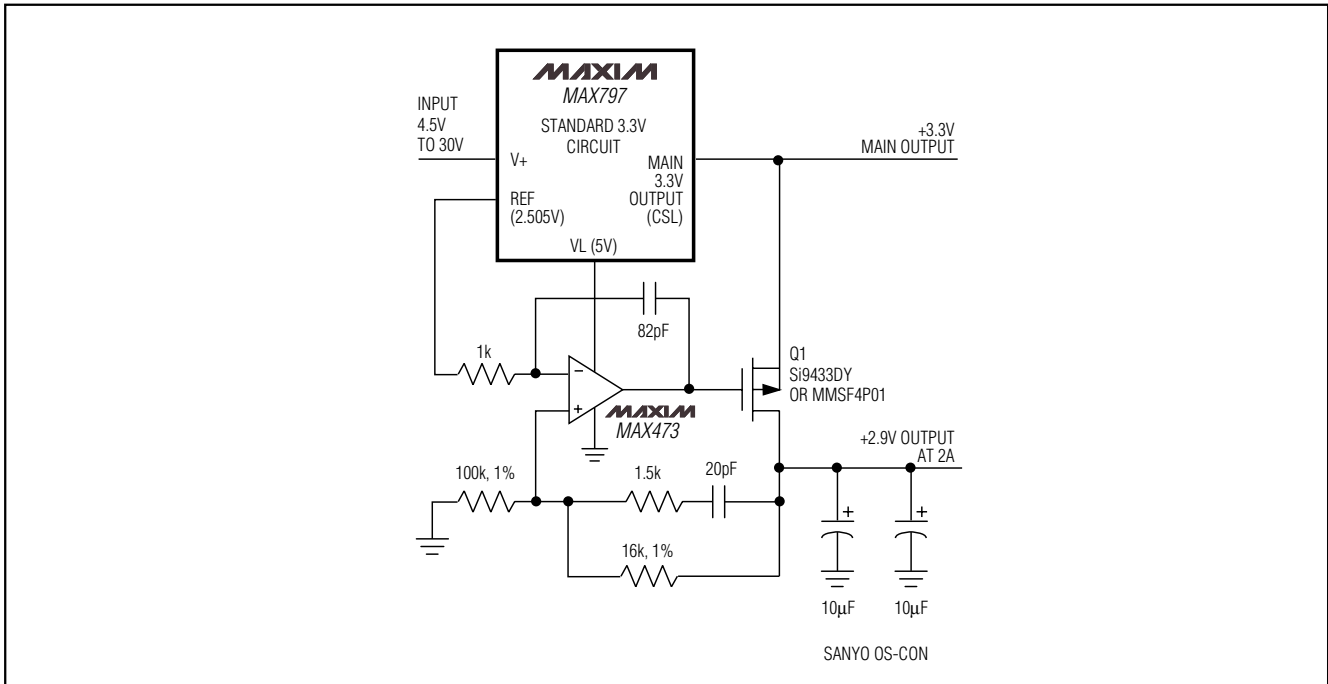 MAXIM
MAX797
INPUT
4.5V
TO 30V
STANDARD 3.3V
CIRCUIT
+3.3V
MAIN OUTPUT
V+
MAIN
3.3V
OUTPUT
(CSL)
REF
(2.505V)
VL (5V)
82pF
1k
Q1
Si9433DY
OR MMSF4P01
−
+
MAXIM
MAX473
+2.9V OUTPUT
AT 2A
100k, 1%
1.5k
20pF
+
+
16k, 1%
10μF
10μF
SANYO OS-CON